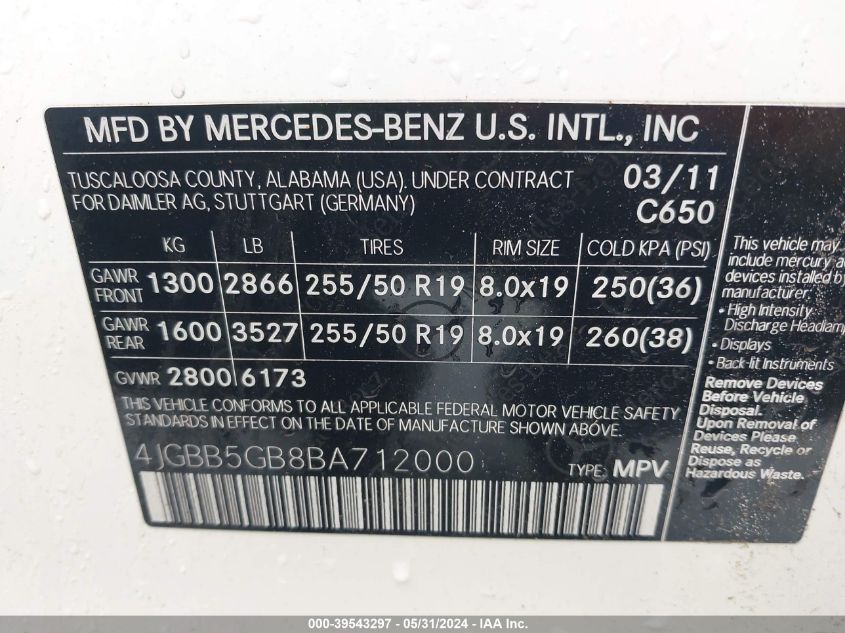 MFD BY MERCEDES-BENZ U.S. INTL., INC
TUSCALOOSA COUNTY, ALABAMA (USA). UNDER CONTRACT
FOR DAIMLER AG, STUTTGART (GERMANY)
03/11
C650
KG LB TIRES RIM SIZE COLD KPA (PSI)
GAWR FRONT 1300 2866 255/50 R19 8.0x19 250(36)
GAWR REAR 1600 3527 255/50 R19 8.0x19 260(38)
GVWR 2800 6173
THIS VEHICLE CONFORMS TO ALL APPLICABLE FEDERAL MOTOR VEHICLE SAFETY
STANDARDS IN EFFECT ON THE DATE OF MANUFACTURE SHOWN ABOVE.
4JGBB5GB8BA712000
TYPE: MPV
This vehicle may
include mercury
devices installed by
manufacturer:
• High Intensity
Discharge Headlamp
• Displays
• Back-lit Instruments
Remove Devices
Before Vehicle
Disposal.
Upon Removal of
Devices Please
Reuse, Recycle or
Dispose as
Hazardous Waste.
000-39543297 - 05/31/2024 - IAA Inc.